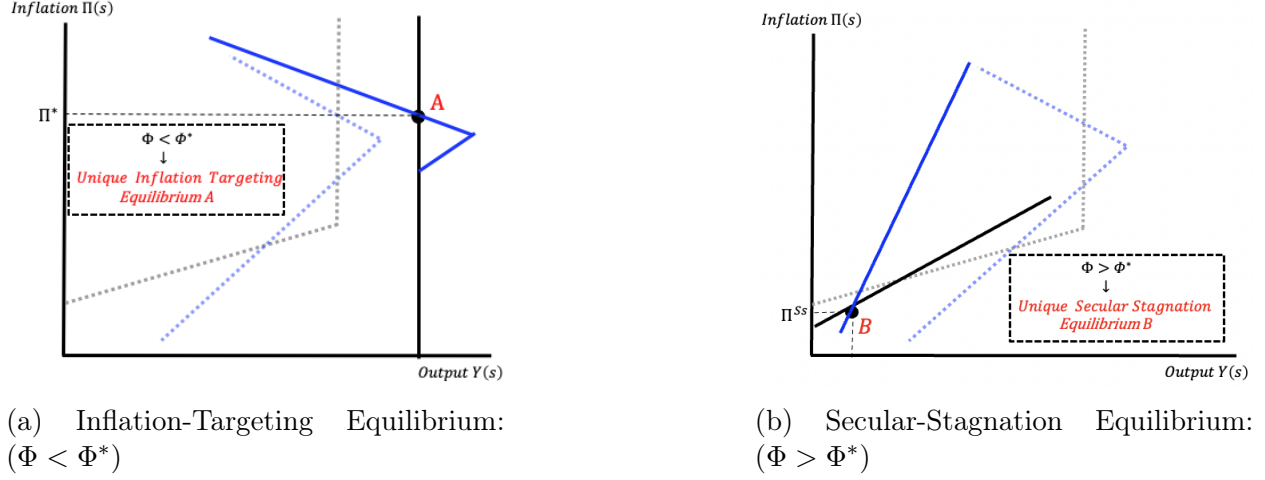 Inflation Π(s)
Π*
A
Φ < Φ*
↓
Unique Inflation Targeting
Equilibrium A
Output Y(s)
(a) Inflation-Targeting Equilibrium:
(Φ < Φ*)
Inflation Π(s)
Φ > Φ*
↓
Unique Secular Stagnation
Equilibrium B
Π^Ss
B
Output Y(s)
(b) Secular-Stagnation Equilibrium:
(Φ > Φ*)